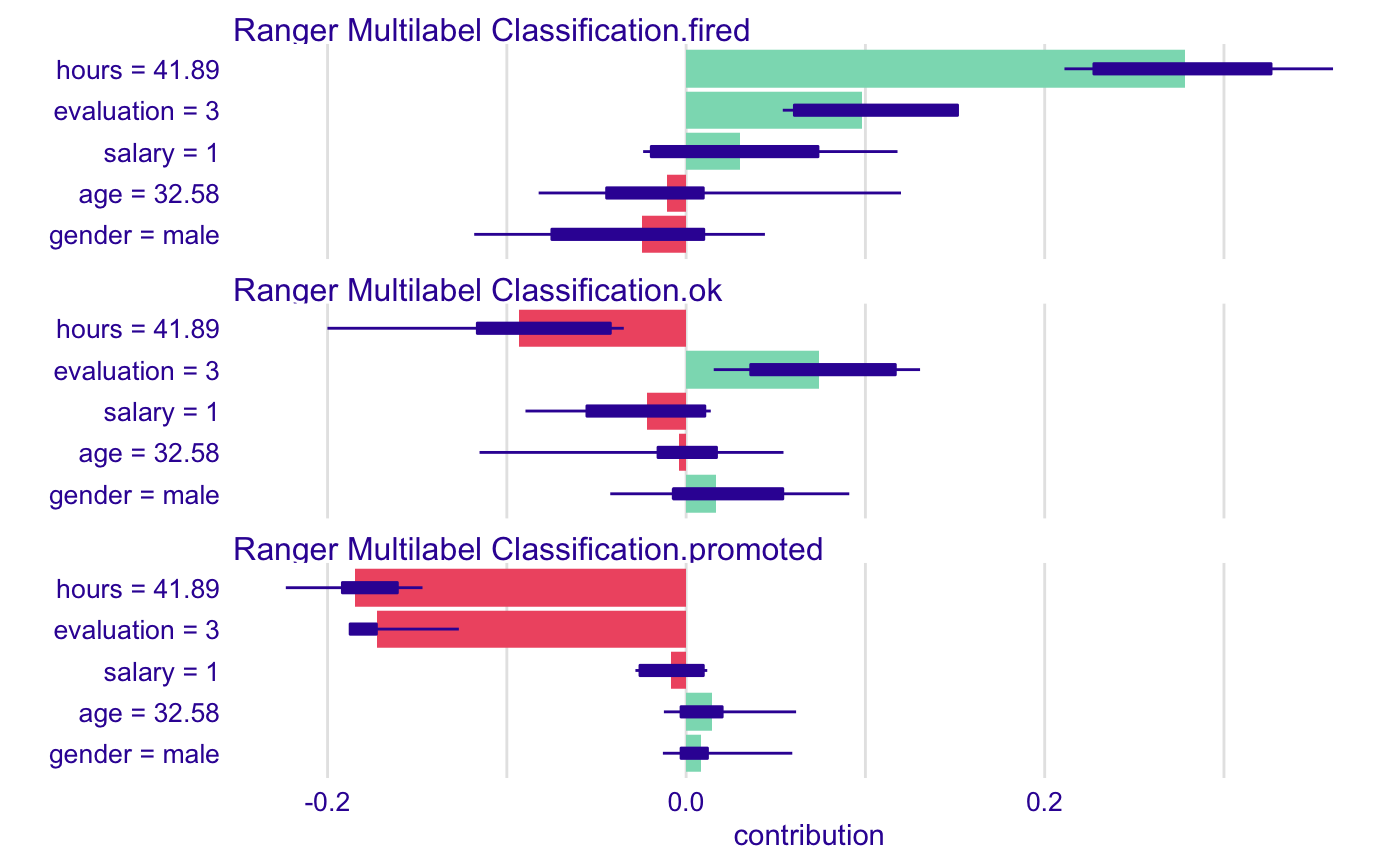 Ranger Multilabel Classification.fired
hours = 41.89
evaluation = 3
salary = 1
age = 32.58
gender = male
Ranger Multilabel Classification.ok
hours = 41.89
evaluation = 3
salary = 1
age = 32.58
gender = male
Ranger Multilabel Classification.promoted
hours = 41.89
evaluation = 3
salary = 1
age = 32.58
gender = male
-0.2 0.0 0.2
contribution